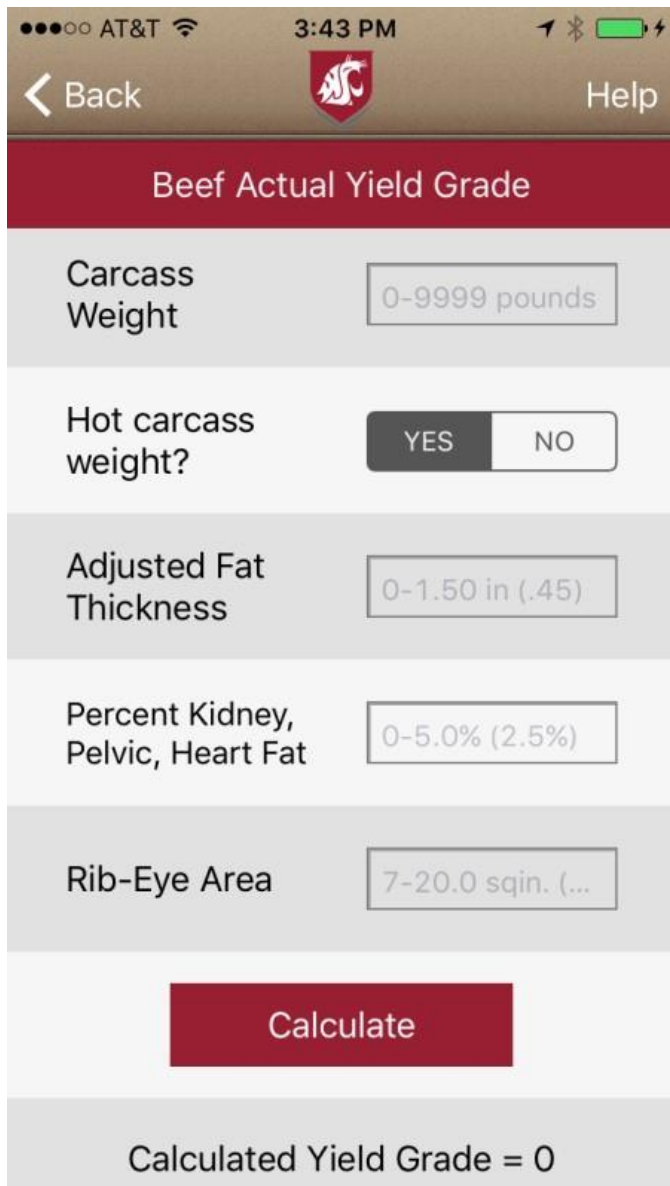 AT&T 3:43 PM
Back Help
Beef Actual Yield Grade
Carcass
Weight
0-9999 pounds
Hot carcass
weight?
YES NO
Adjusted Fat
Thickness
0-1.50 in (.45)
Percent Kidney,
Pelvic, Heart Fat
0-5.0% (2.5%)
Rib-Eye Area
7-20.0 sqin. (...
Calculate
Calculated Yield Grade = 0